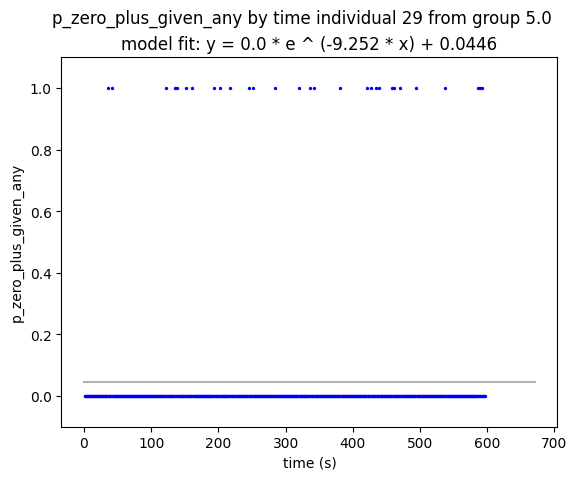 p_zero_plus_given_any by time individual 29 from group 5.0
model fit: y = 0.0 * e ^ (-9.252 * x) + 0.0446
1.0
0.8
0.6
0.4
0.2
0.0
p_zero_plus_given_any
0 100 200 300 400 500 600 700
time (s)